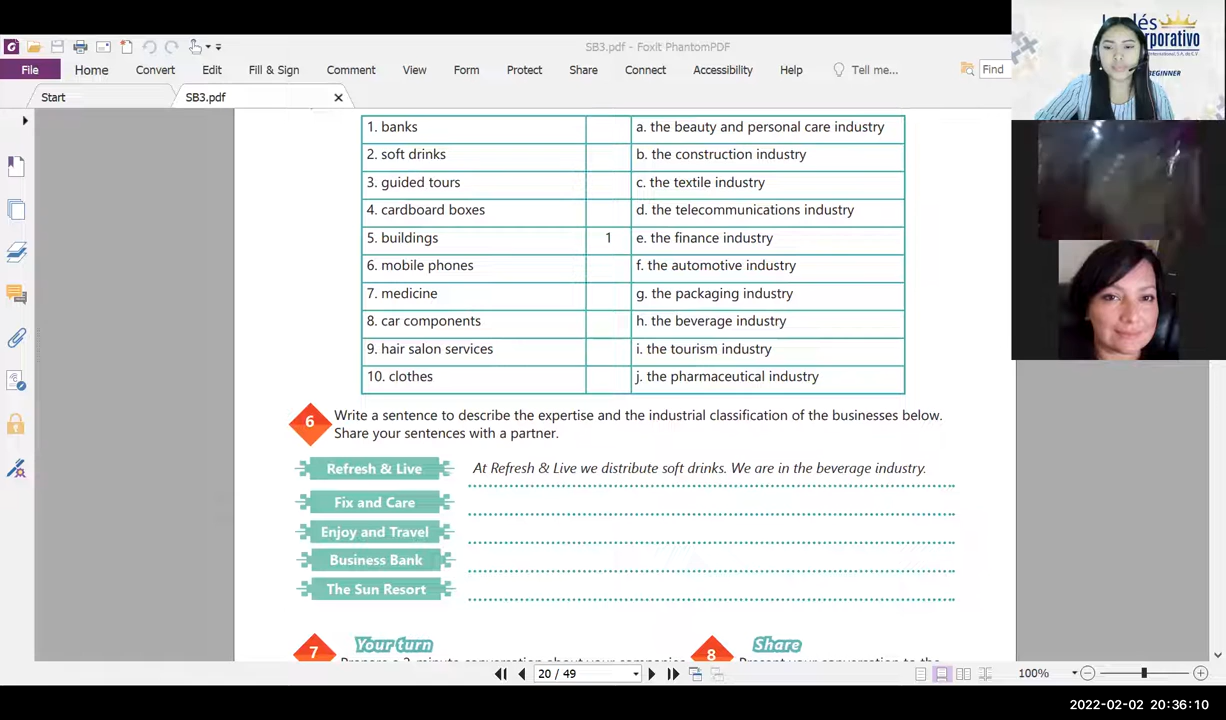 SB3.pdf - Foxit PhantomPDF
File Home Convert Edit Fill & Sign Comment View Form Protect Share Connect Accessibility Help Tell me... Find
Start SB3.pdf
1. banks a. the beauty and personal care industry
2. soft drinks b. the construction industry
3. guided tours c. the textile industry
4. cardboard boxes d. the telecommunications industry
5. buildings 1 e. the finance industry
6. mobile phones f. the automotive industry
7. medicine g. the packaging industry
8. car components h. the beverage industry
9. hair salon services i. the tourism industry
10. clothes j. the pharmaceutical industry
6 Write a sentence to describe the expertise and the industrial classification of the businesses below.
Share your sentences with a partner.
Refresh & Live At Refresh & Live we distribute soft drinks. We are in the beverage industry.
Fix and Care
Enjoy and Travel
Business Bank
The Sun Resort
7 Your turn 8 Share
20 / 49 100%
BEGINNER
2022-02-02 20:36:10